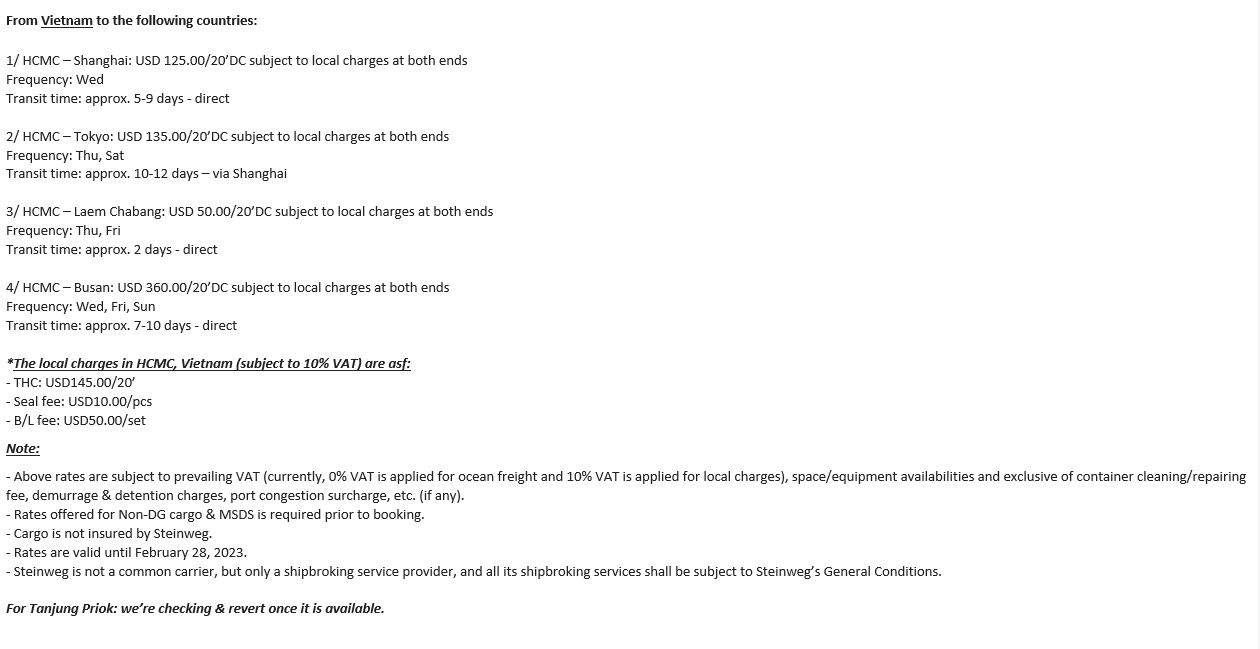 From Vietnam to the following countries:
1/ HCMC – Shanghai: USD 125.00/20’DC subject to local charges at both ends
Frequency: Wed
Transit time: approx. 5-9 days - direct
2/ HCMC – Tokyo: USD 135.00/20’DC subject to local charges at both ends
Frequency: Thu, Sat
Transit time: approx. 10-12 days – via Shanghai
3/ HCMC – Laem Chabang: USD 50.00/20’DC subject to local charges at both ends
Frequency: Thu, Fri
Transit time: approx. 2 days - direct
4/ HCMC – Busan: USD 360.00/20’DC subject to local charges at both ends
Frequency: Wed, Fri, Sun
Transit time: approx. 7-10 days - direct
*The local charges in HCMC, Vietnam (subject to 10% VAT) are asf:
- THC: USD145.00/20’
- Seal fee: USD10.00/pcs
- B/L fee: USD50.00/set
Note:
- Above rates are subject to prevailing VAT (currently, 0% VAT is applied for ocean freight and 10% VAT is applied for local charges), space/equipment availabilities and exclusive of container cleaning/repairing
fee, demurrage & detention charges, port congestion surcharge, etc. (if any).
- Rates offered for Non-DG cargo & MSDS is required prior to booking.
- Cargo is not insured by Steinweg.
- Rates are valid until February 28, 2023.
- Steinweg is not a common carrier, but only a shipbroking service provider, and all its shipbroking services shall be subject to Steinweg’s General Conditions.
For Tanjung Priok: we’re checking & revert once it is available.